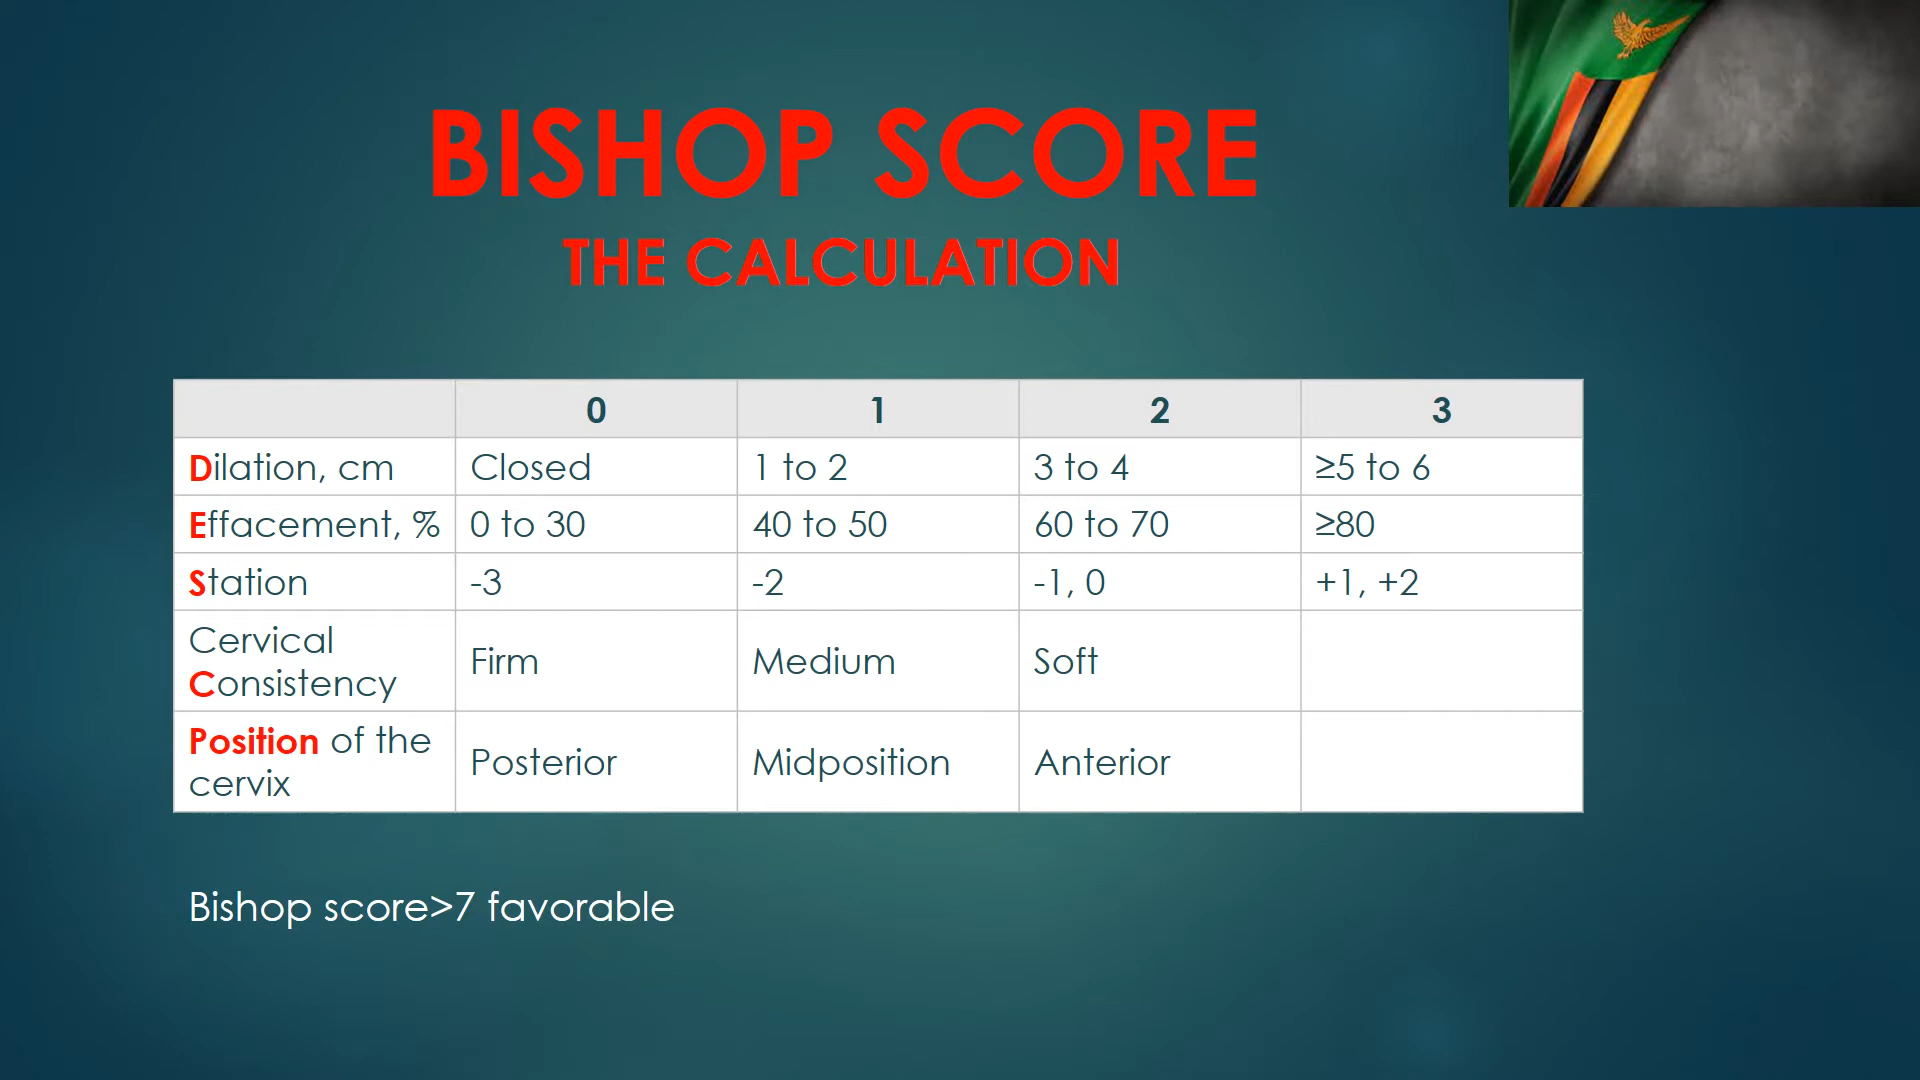 BISHOP SCORE
THE CALCULATION
0 1 2 3
Dilation, cm Closed 1 to 2 3 to 4 ≥5 to 6
Effacement, % 0 to 30 40 to 50 60 to 70 ≥80
Station -3 -2 -1, 0 +1, +2
Cervical
Consistency Firm Medium Soft
Position of the
cervix Posterior Midposition Anterior
Bishop score>7 favorable